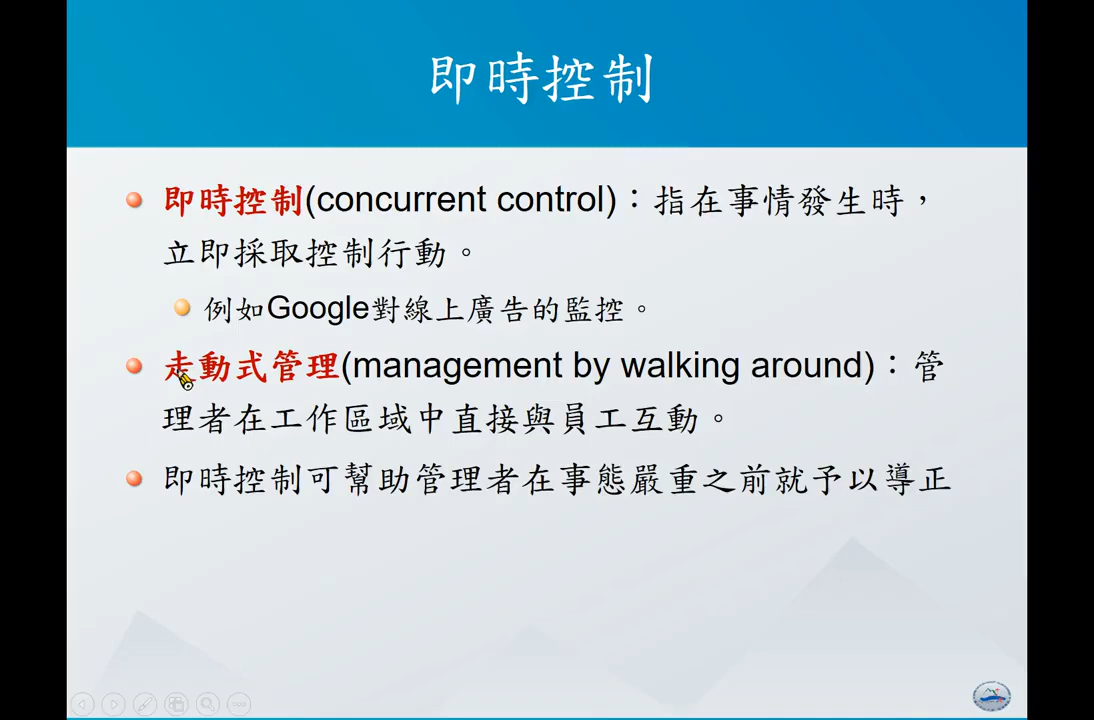 即時控制
即時控制(concurrent control)：指在事情發生時，
立即採取控制行動。
例如Google對線上廣告的監控。
走動式管理(management by walking around)：管
理者在工作區域中直接與員工互動。
即時控制可幫助管理者在事態嚴重之前就予以導正